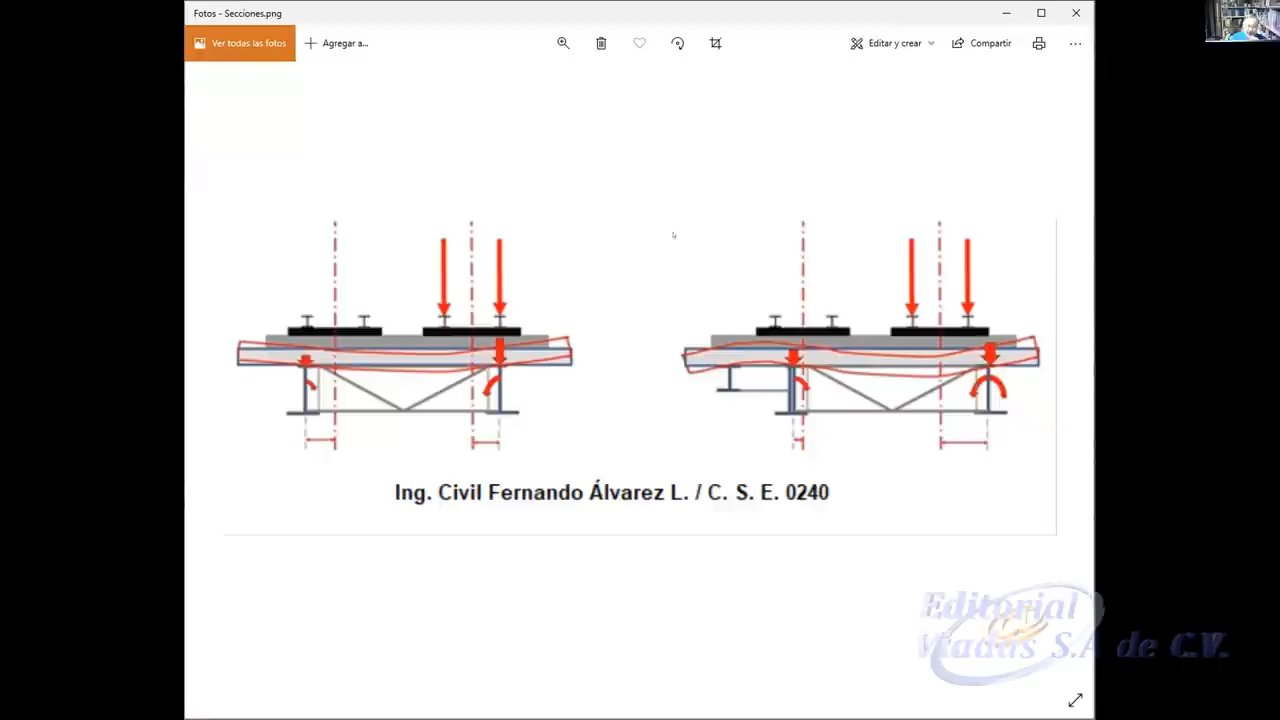 Fotos - Secciones.png
Ver todas las fotos
Agregar a...
Editar y crear
Compartir
Ing. Civil Fernando Álvarez L. / C. S. E. 0240
Editorial
Viadas S.A de C.V.